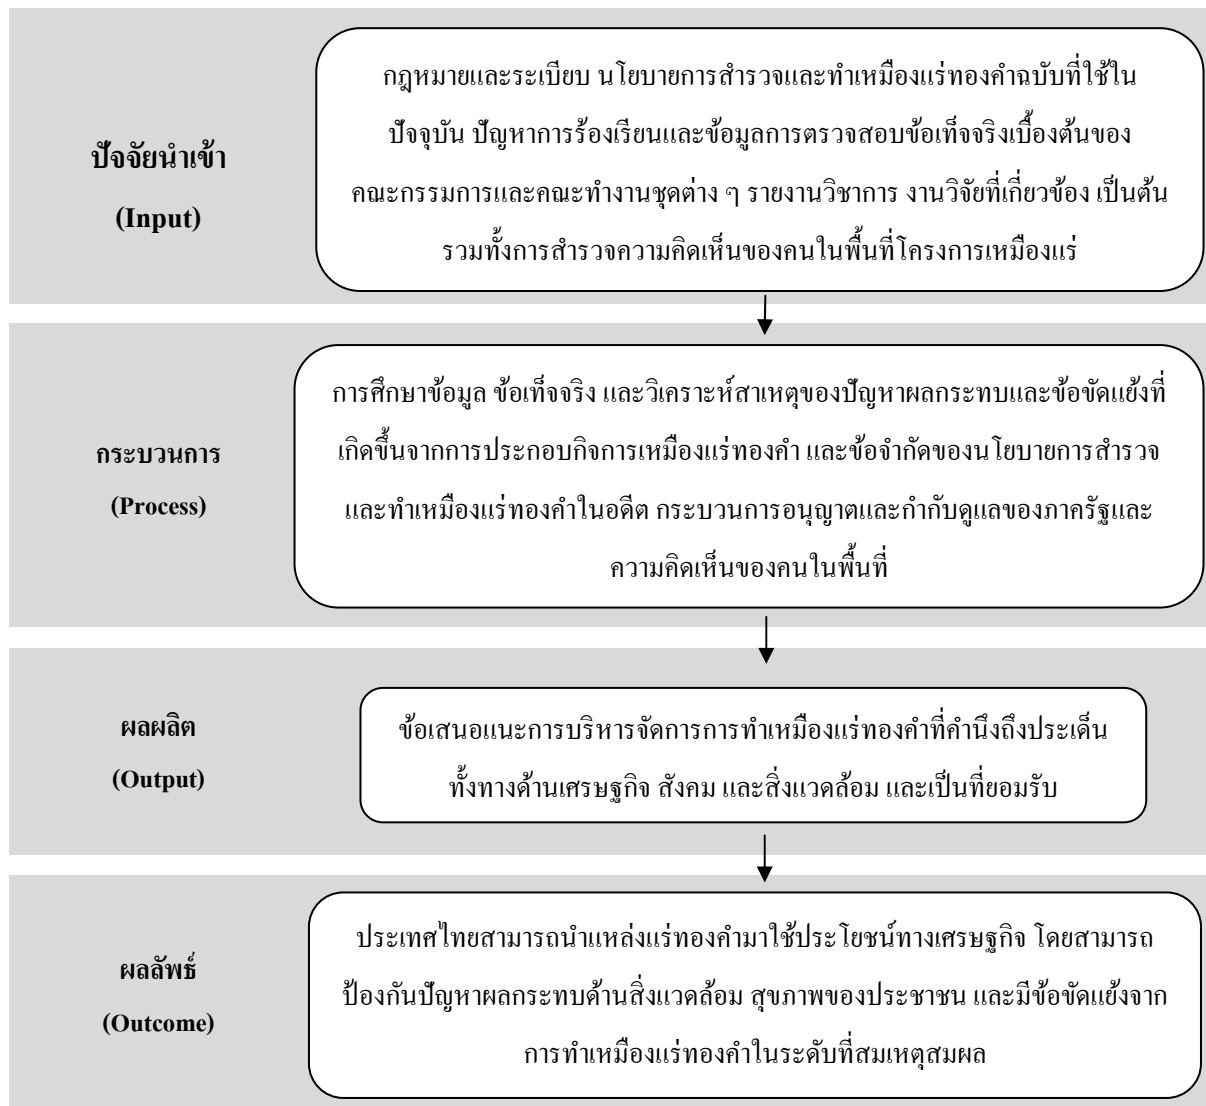 กฎหมายและระเบียบ นโยบายการสำรวจและทำเหมืองแร่ทองคำฉบับที่ใช้ใน
ปัจจุบัน ปัญหาการร้องเรียนและข้อมูลการตรวจสอบข้อเท็จจริงเบื้องต้นของ
คณะกรรมการและคณะทำงานชุดต่าง ๆ รายงานวิชาการ งานวิจัยที่เกี่ยวข้อง เป็นต้น
รวมทั้งการสำรวจความคิดเห็นของคนในพื้นที่โครงการเหมืองแร่
ปัจจัยนำเข้า
(Input)
การศึกษาข้อมูล ข้อเท็จจริง และวิเคราะห์สาเหตุของปัญหาผลกระทบและข้อขัดแย้งที่
เกิดขึ้นจากการประกอบกิจการเหมืองแร่ทองคำ และข้อจำกัดของนโยบายการสำรวจ
และทำเหมืองแร่ทองคำในอดีต กระบวนการอนุญาตและกำกับดูแลของภาครัฐและ
ความคิดเห็นของคนในพื้นที่
กระบวนการ
(Process)
ผลผลิต
(Output)
ข้อเสนอแนะการบริหารจัดการการทำเหมืองแร่ทองคำที่คำนึงถึงประเด็น
ทั้งทางด้านเศรษฐกิจ สังคม และสิ่งแวดล้อม และเป็นที่ยอมรับ
ผลลัพธ์
(Outcome)
ประเทศไทยสามารถนำแหล่งแร่ทองคำมาใช้ประโยชน์ทางเศรษฐกิจ โดยสามารถ
ป้องกันปัญหาผลกระทบด้านสิ่งแวดล้อม สุขภาพของประชาชน และมีข้อขัดแย้งจาก
การทำเหมืองแร่ทองคำในระดับที่สมเหตุสมผล